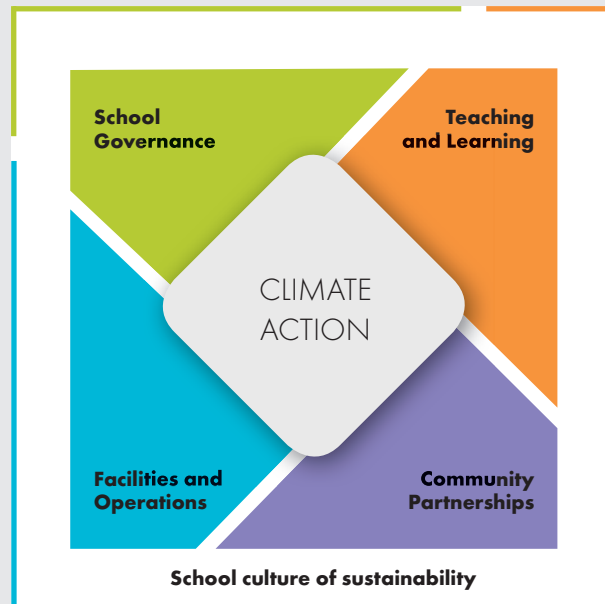 School
Governance
Teaching
and Learning
CLIMATE
ACTION
Facilities and
Operations
Community
Partnerships
School culture of sustainability